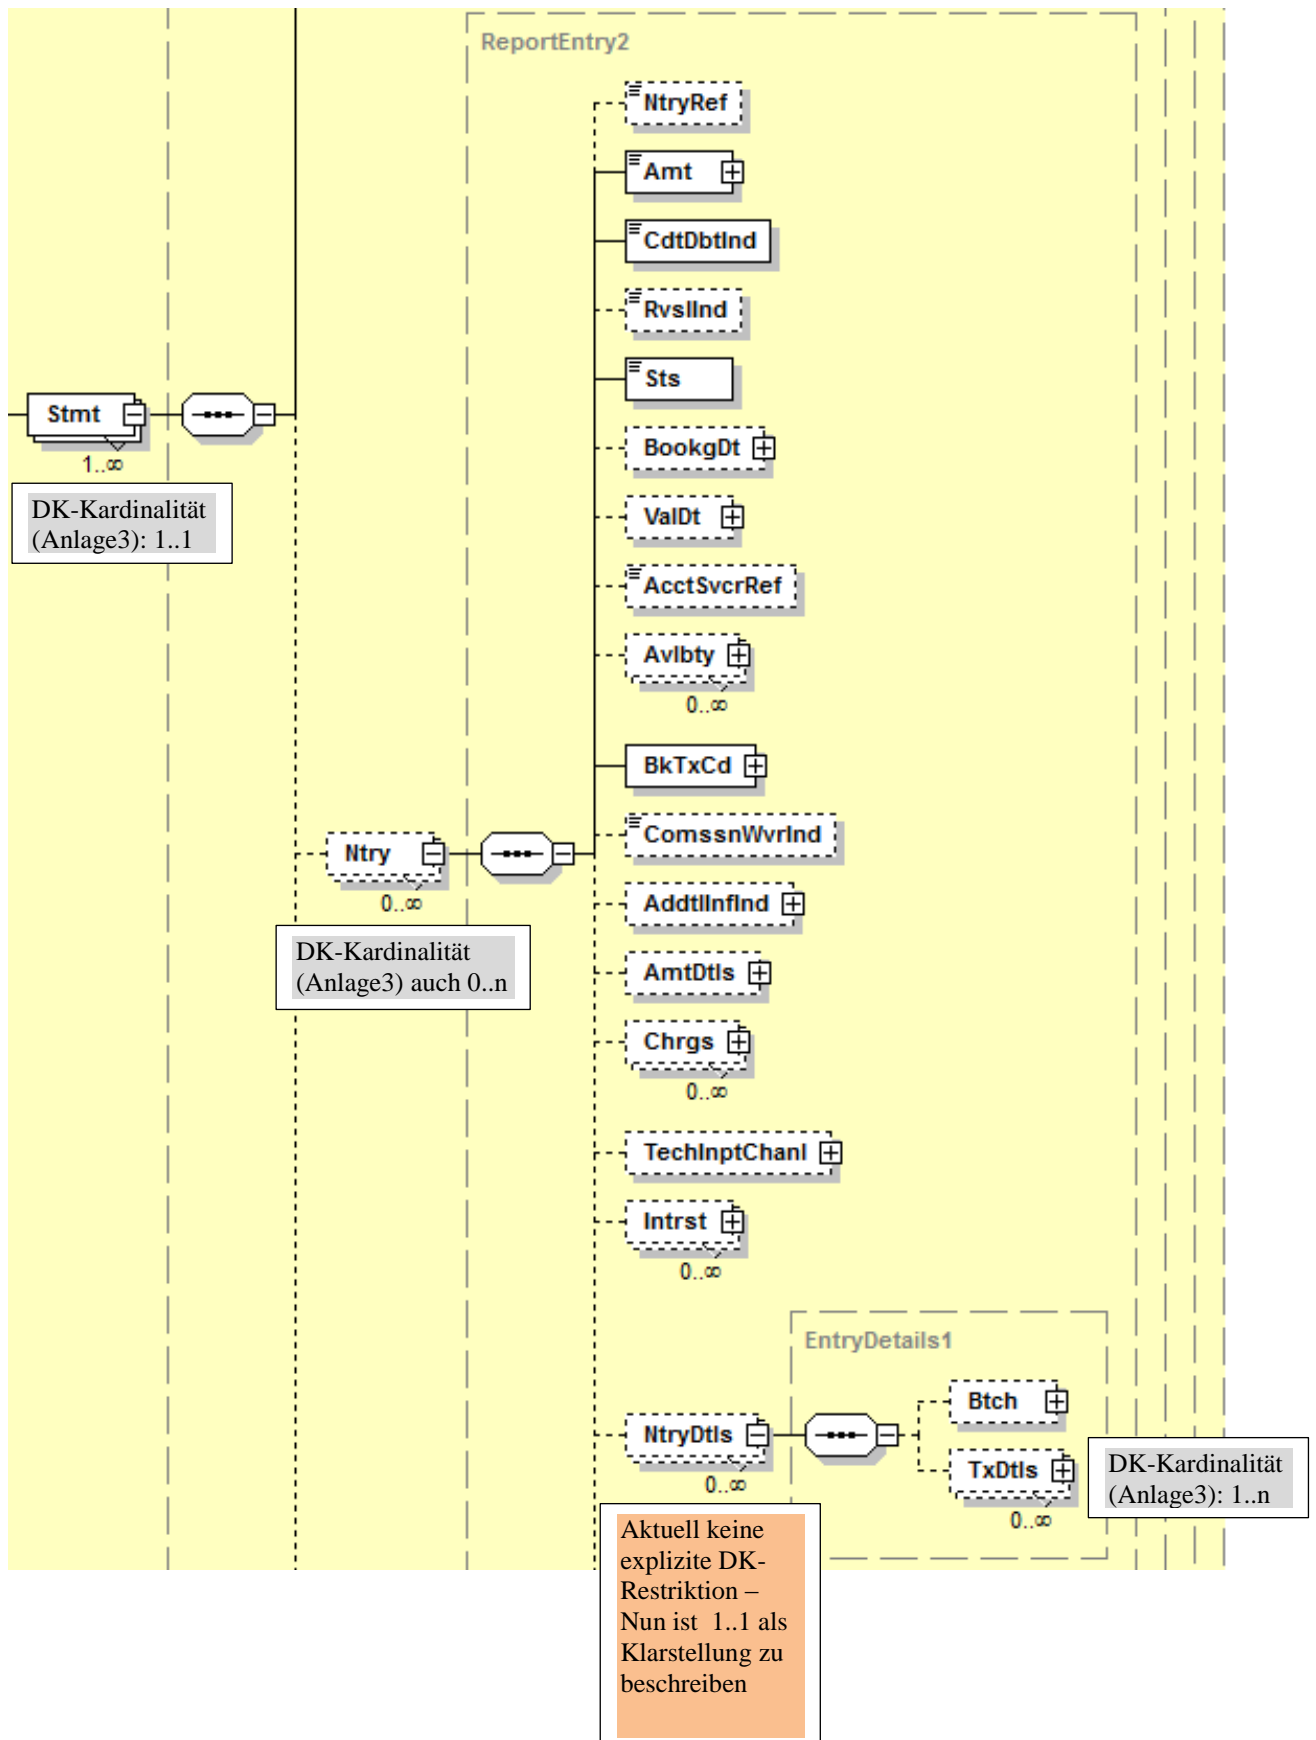 ReportEntry2
NtryRef
Amt
CdtDbtInd
RvslInd
Sts
Stmt
1..∞
DK-Kardinalität
(Anlage3): 1..1
BookgDt
ValDt
AcctSvcrRef
Avlbty
0..∞
BkTxCd
ComssnWvrInd
Ntry
0..∞
DK-Kardinalität
(Anlage3) auch 0..n
AddtlInfInd
AmtDtls
Chrgs
0..∞
TechInptChanl
Intrst
0..∞
EntryDetails1
Btch
NtryDtls
0..∞
TxDtls
0..∞
DK-Kardinalität
(Anlage3): 1..n
Aktuell keine
explizite DK-
Restriktion –
Nun ist 1..1 als
Klarstellung zu
beschreiben